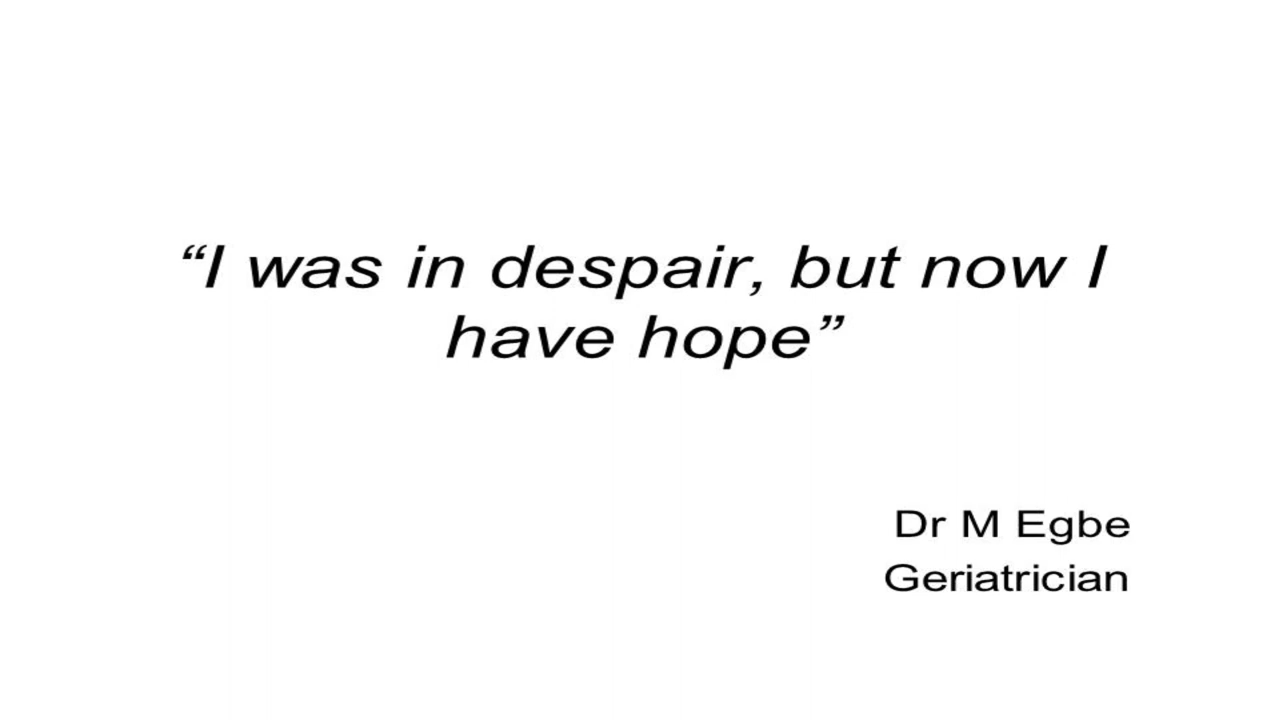 “I was in despair, but now I
have hope”
Dr M Egbe
Geriatrician